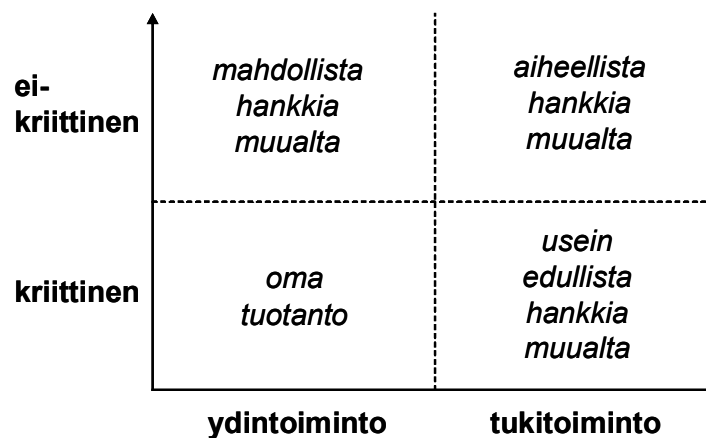 ei-
kriittinen
mahdollista
hankkia
muualta
aiheellista
hankkia
muualta
kriittinen
oma
tuotanto
usein
edullista
hankkia
muualta
ydintoiminto
tukitoiminto